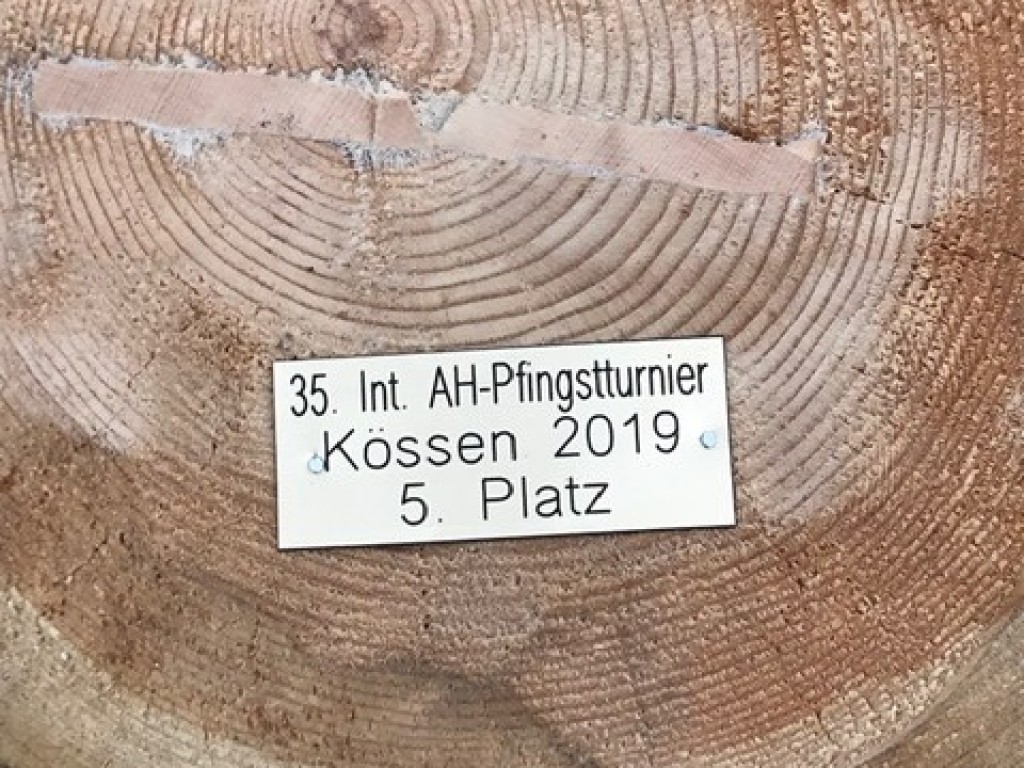 35. Int. AH-Pfingstturnier
Kössen 2019
5. Platz